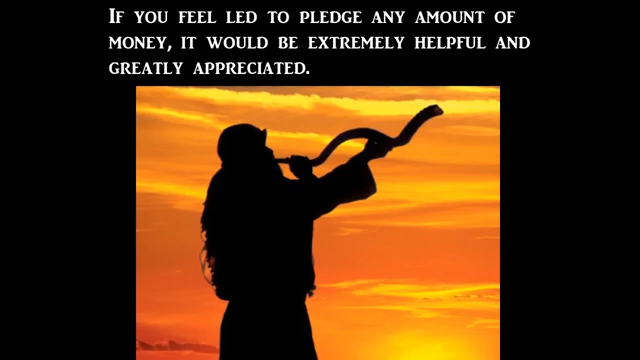 If you feel led to pledge any amount of
money, it would be extremely helpful and
greatly appreciated.